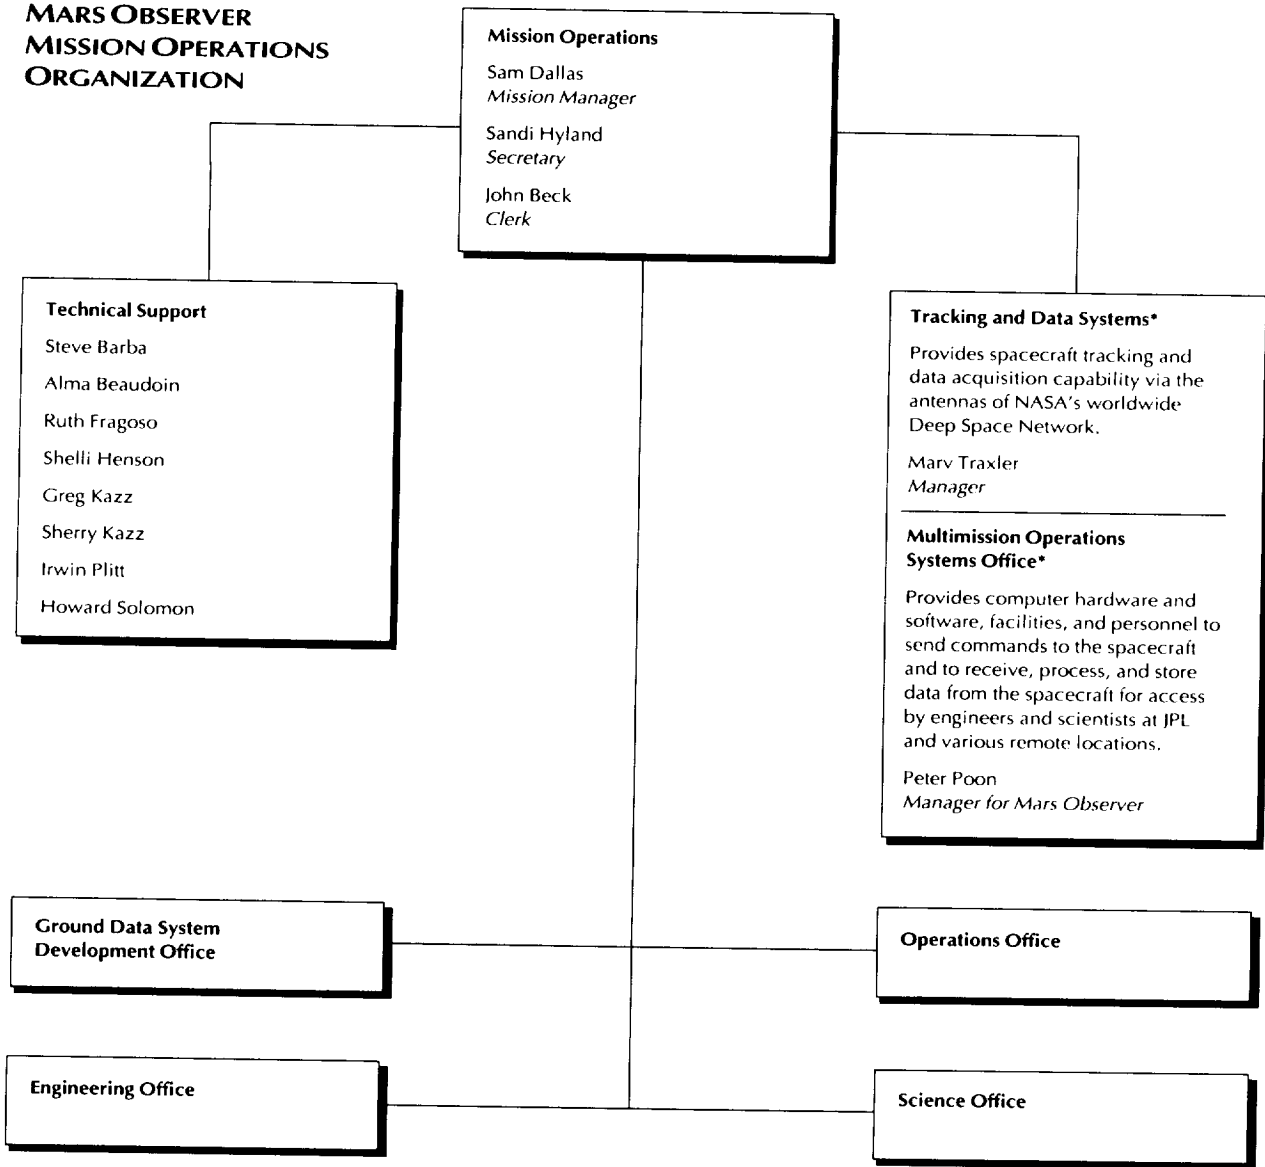 MARS OBSERVER
MISSION OPERATIONS
ORGANIZATION
Mission Operations
Sam Dallas
Mission Manager
Sandi Hyland
Secretary
John Beck
Clerk
Technical Support
Steve Barba
Alma Beaudoin
Ruth Fragoso
Shelli Henson
Greg Kazz
Sherry Kazz
Irwin Plitt
Howard Solomon
Tracking and Data Systems*
Provides spacecraft tracking and
data acquisition capability via the
antennas of NASA's worldwide
Deep Space Network.
Marv Traxler
Manager
Multimission Operations
Systems Office*
Provides computer hardware and
software, facilities, and personnel to
send commands to the spacecraft
and to receive, process, and store
data from the spacecraft for access
by engineers and scientists at JPL
and various remote locations.
Peter Poon
Manager for Mars Observer
Ground Data System
Development Office
Operations Office
Engineering Office
Science Office